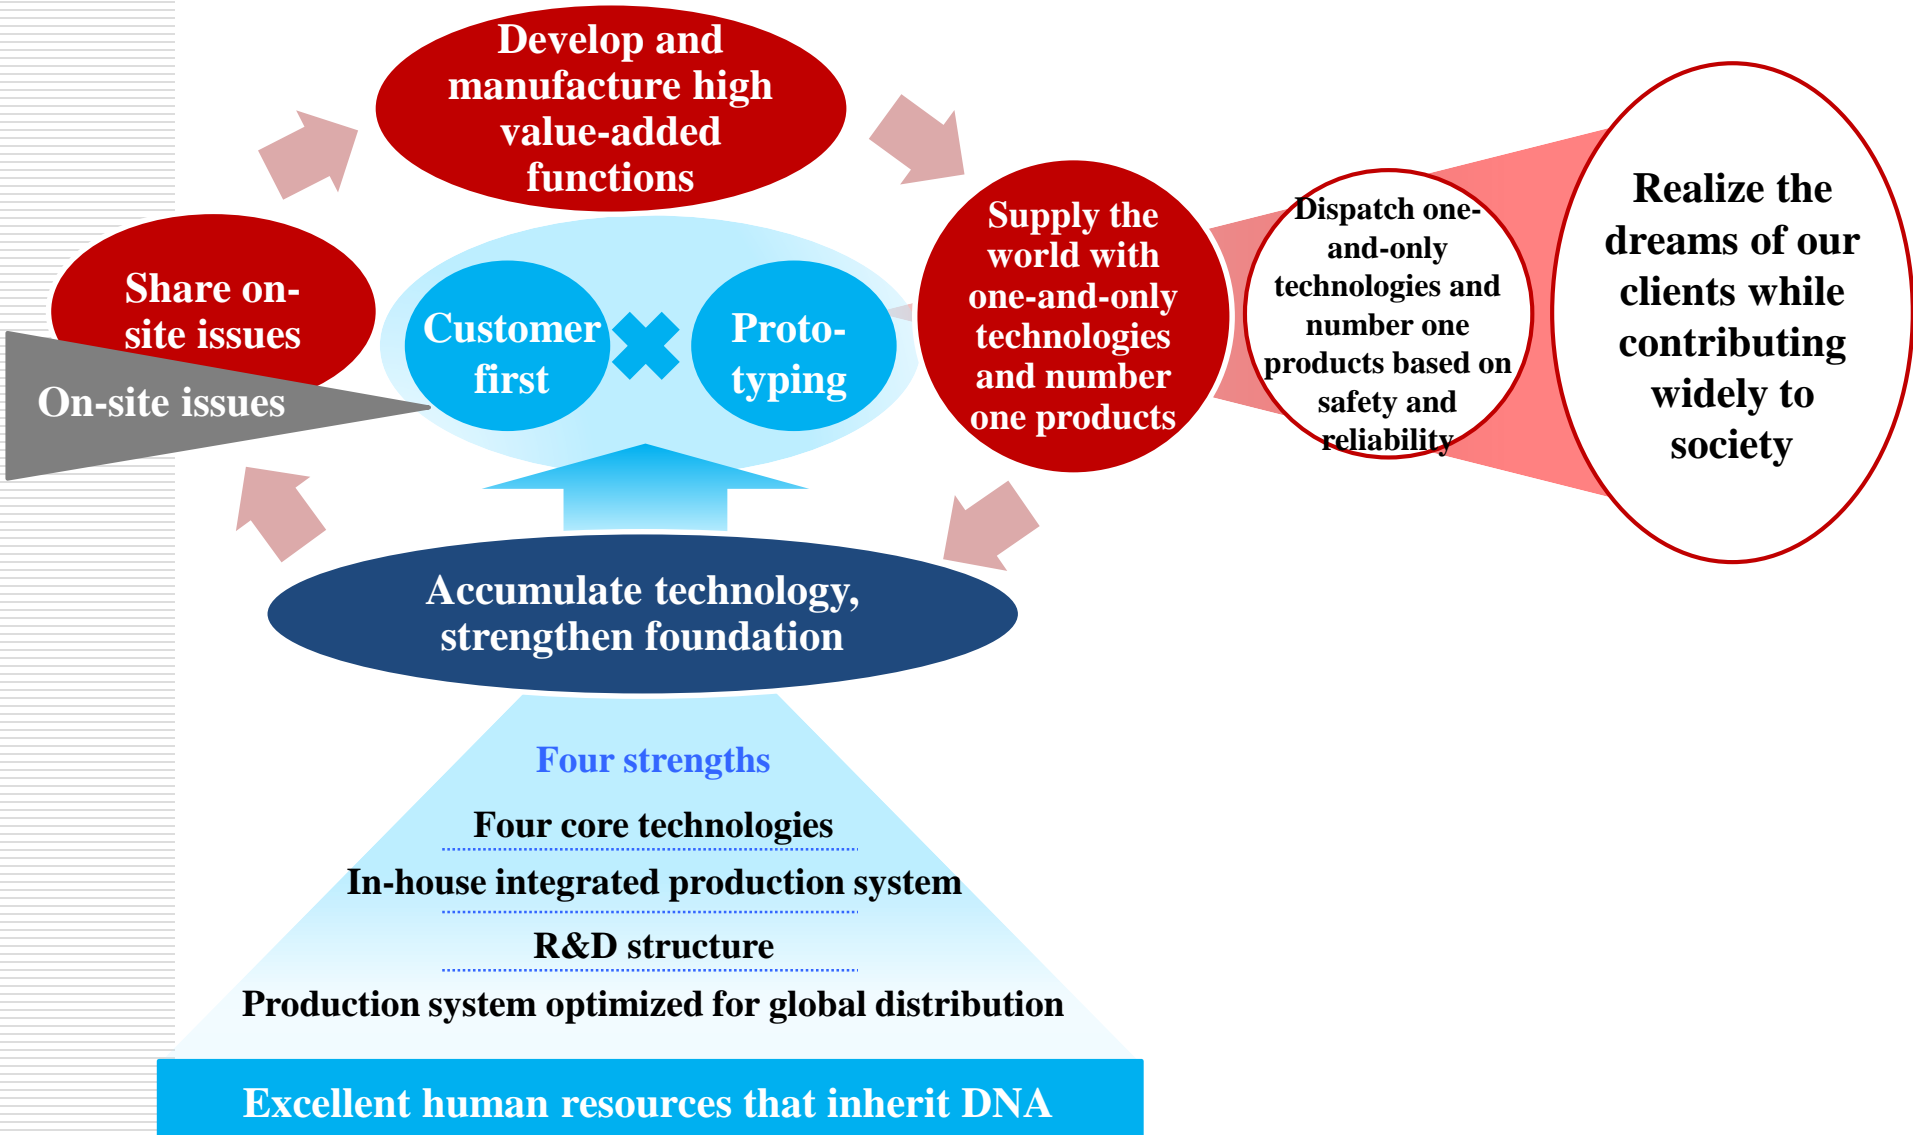 Develop and
manufacture high
value-added
functions
Share on-
site issues
On-site issues
Customer
first
Proto-
typing
Supply the
world with
one-and-only
technologies
and number
one products
Dispatch one-
and-only
technologies and
number one
products based on
safety and
reliability
Realize the
dreams of our
clients while
contributing
widely to
society
Accumulate technology,
strengthen foundation
Four strengths
Four core technologies
In-house integrated production system
R&D structure
Production system optimized for global distribution
Excellent human resources that inherit DNA